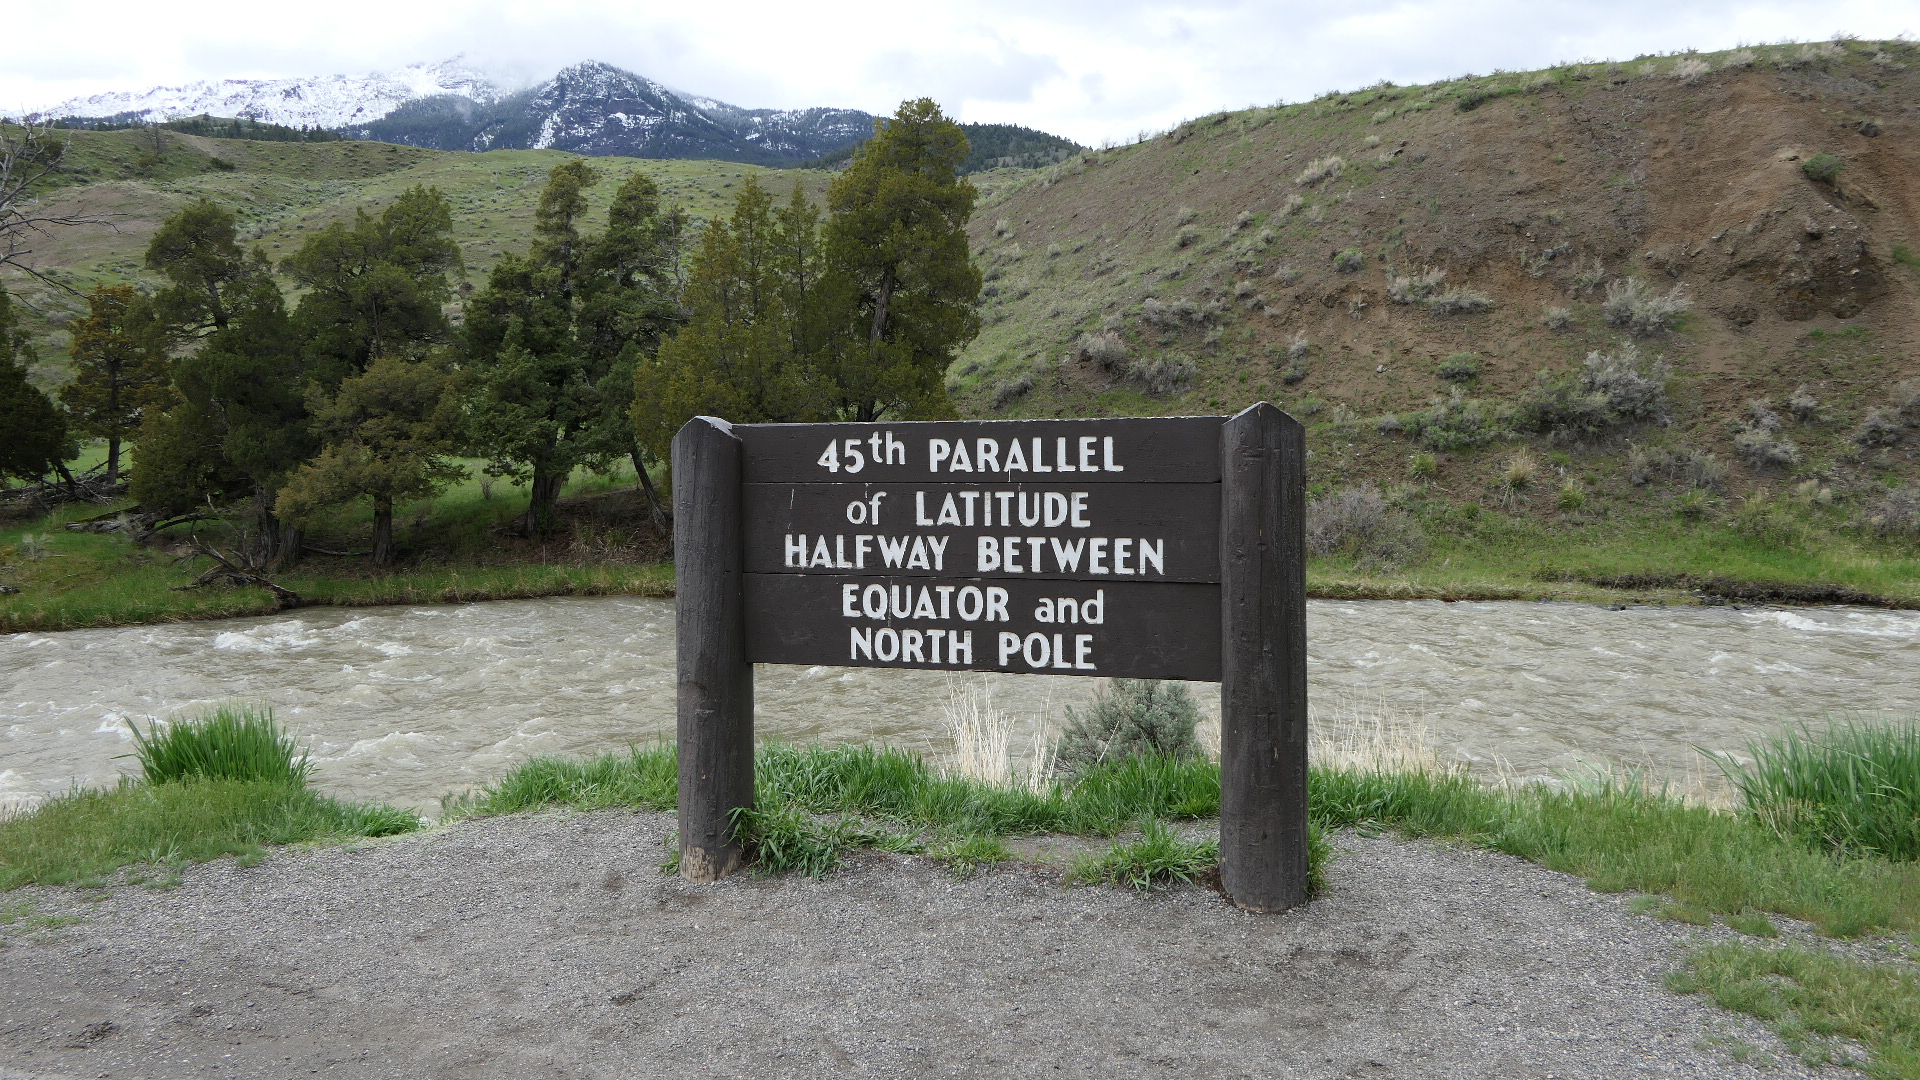 45th PARALLEL
of LATITUDE
HALFWAY BETWEEN
EQUATOR and
NORTH POLE